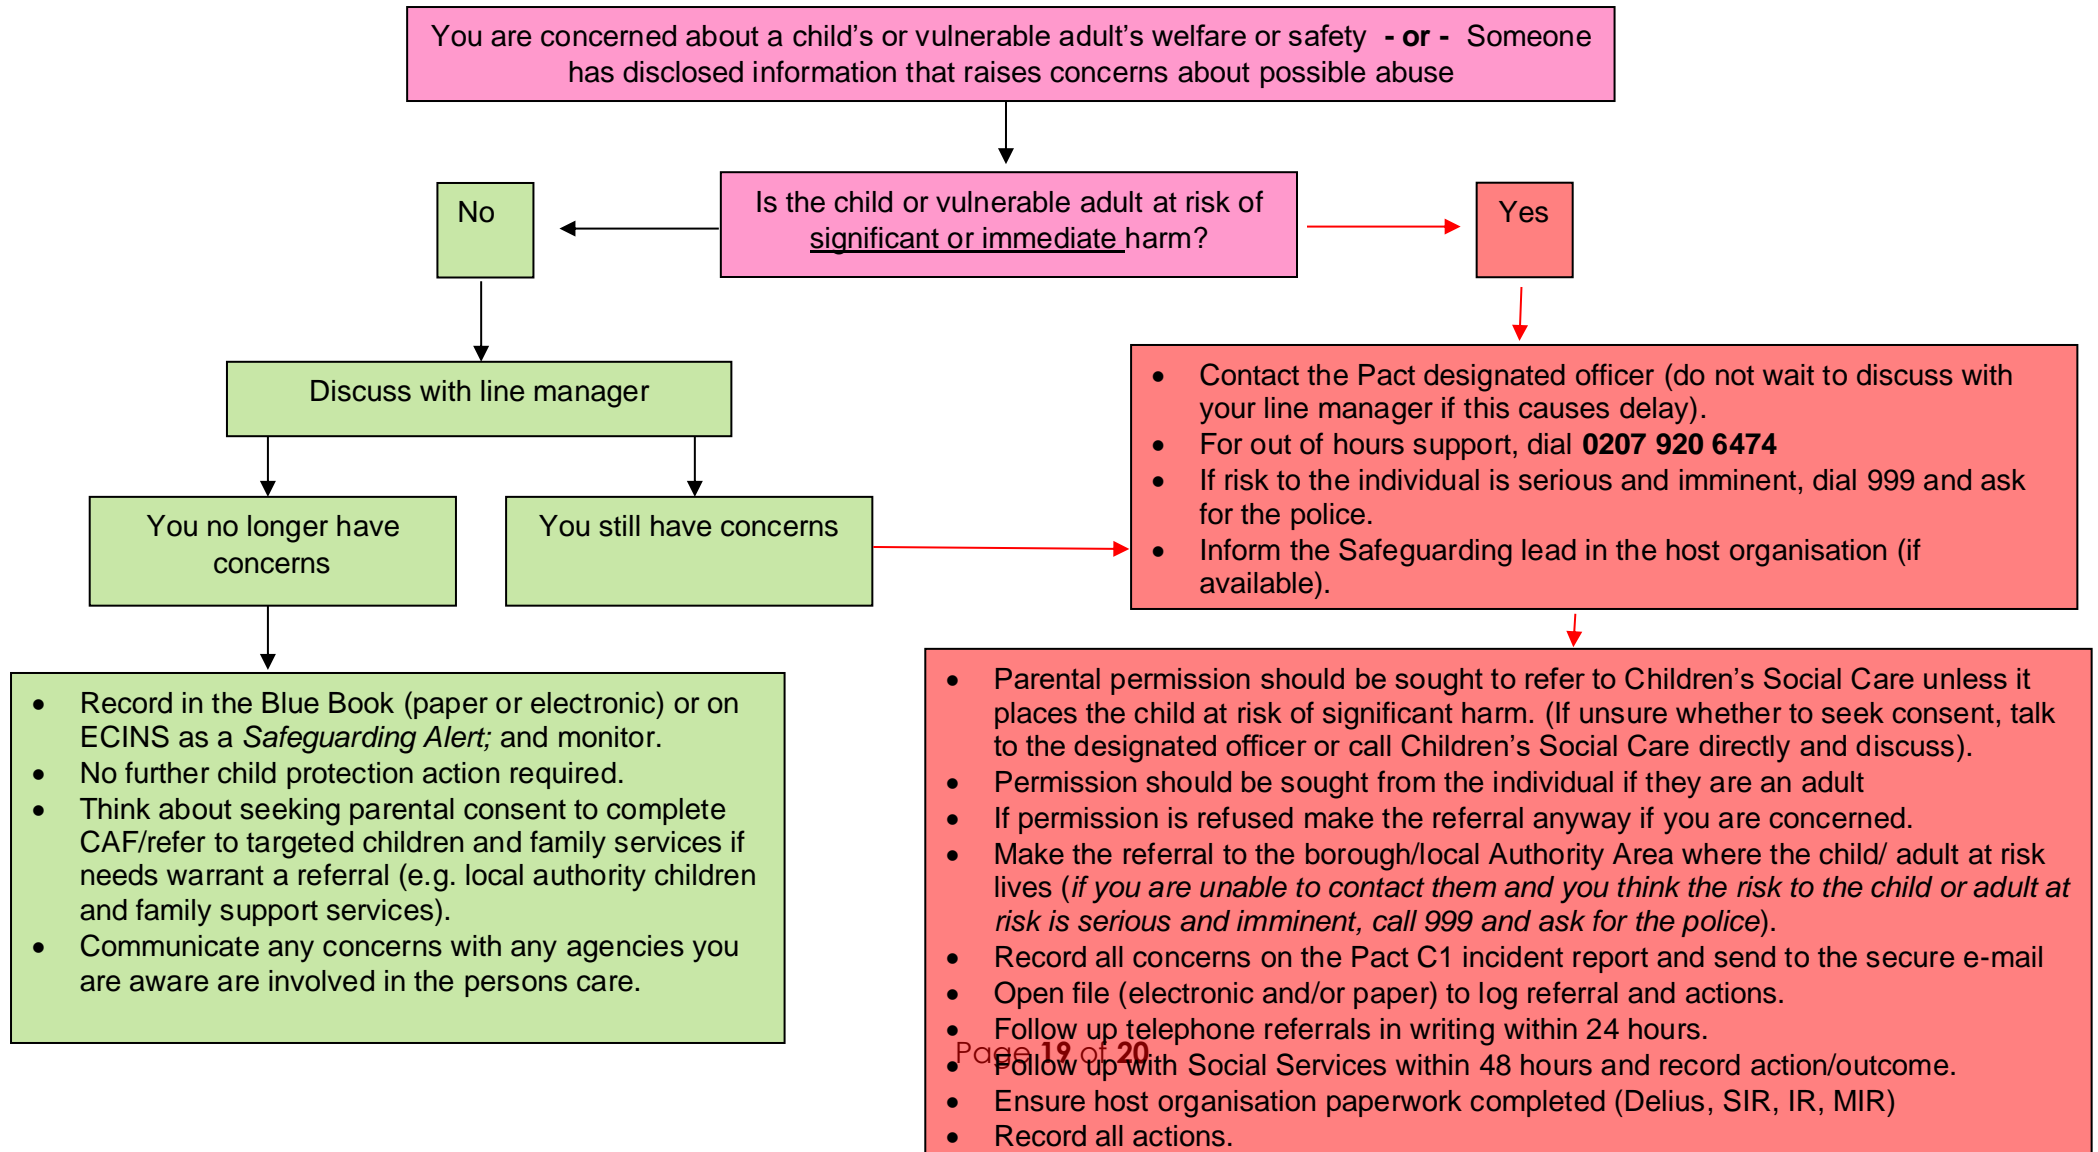 You are concerned about a child’s or vulnerable adult’s welfare or safety - or - Someone
has disclosed information that raises concerns about possible abuse
No
Is the child or vulnerable adult at risk of
significant or immediate harm?
Yes
Discuss with line manager
You no longer have
concerns
You still have concerns
• Contact the Pact designated officer (do not wait to discuss with
your line manager if this causes delay).
• For out of hours support, dial 0207 920 6474
• If risk to the individual is serious and imminent, dial 999 and ask
for the police.
• Inform the Safeguarding lead in the host organisation (if
available).
• Record in the Blue Book (paper or electronic) or on
ECINS as a Safeguarding Alert; and monitor.
• No further child protection action required.
• Think about seeking parental consent to complete
CAF/refer to targeted children and family services if
needs warrant a referral (e.g. local authority children
and family support services).
• Communicate any concerns with any agencies you
are aware are involved in the persons care.
• Parental permission should be sought to refer to Children’s Social Care unless it
places the child at risk of significant harm. (If unsure whether to seek consent, talk
to the designated officer or call Children’s Social Care directly and discuss).
• Permission should be sought from the individual if they are an adult
• If permission is refused make the referral anyway if you are concerned.
• Make the referral to the borough/local Authority Area where the child/ adult at risk
lives (if you are unable to contact them and you think the risk to the child or adult at
risk is serious and imminent, call 999 and ask for the police).
• Record all concerns on the Pact C1 incident report and send to the secure e-mail
• Open file (electronic and/or paper) to log referral and actions.
• Follow up telephone referrals in writing within 24 hours.
• Follow up with Social Services within 48 hours and record action/outcome.
• Ensure host organisation paperwork completed (Delius, SIR, IR, MIR)
• Record all actions.
Page 19 of 20